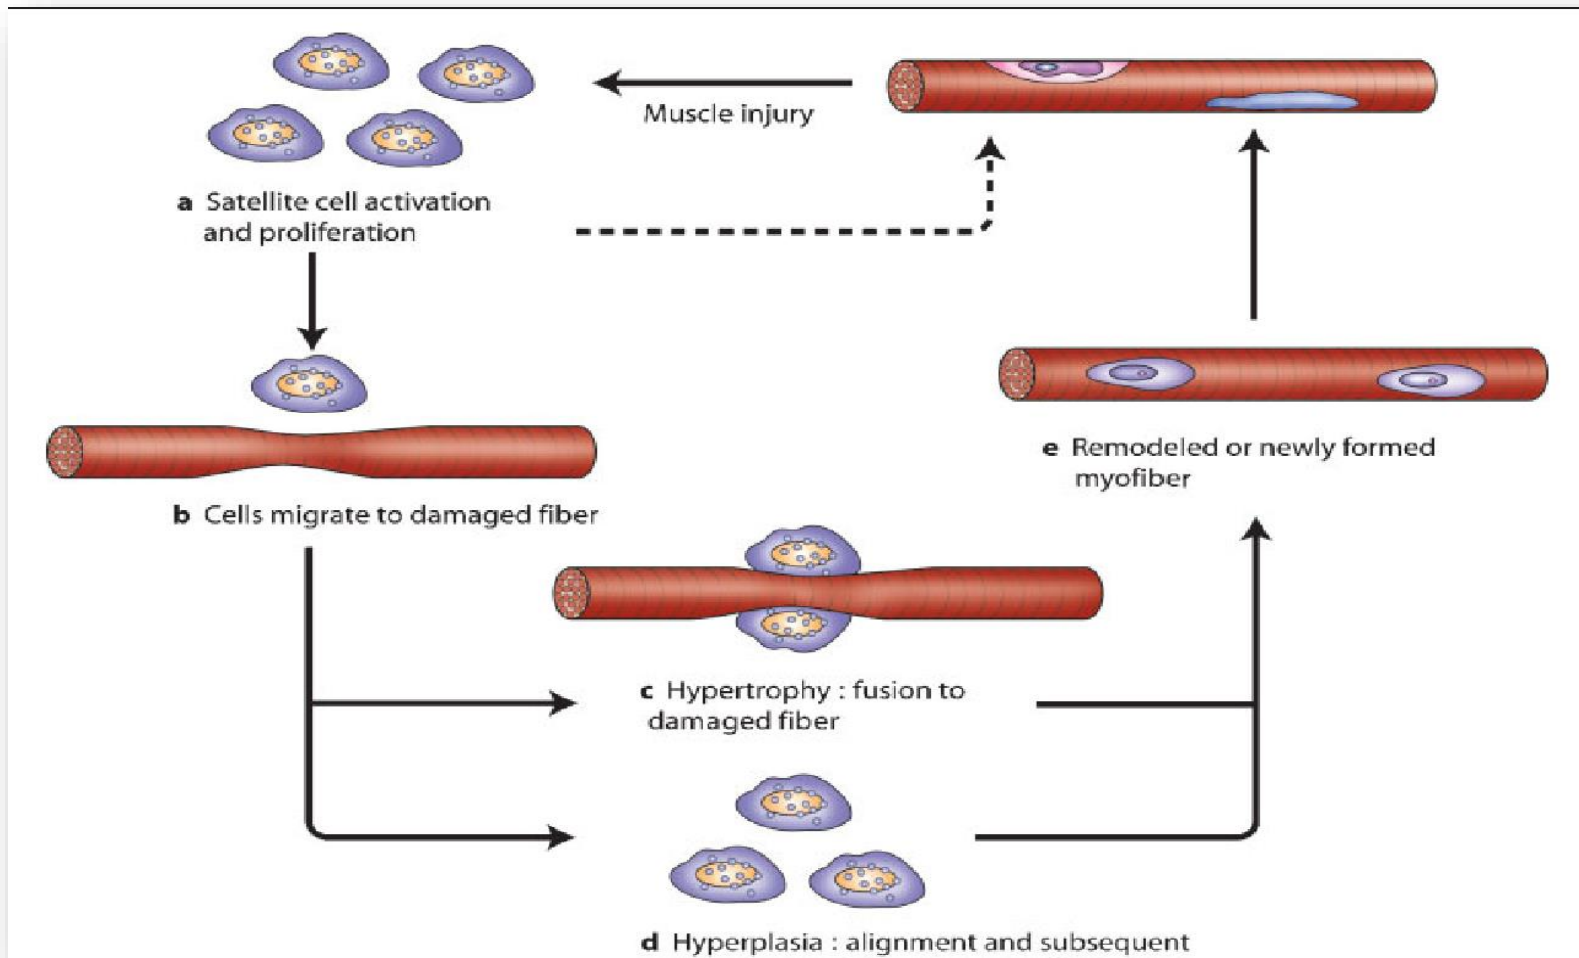 Muscle injury
a Satellite cell activation
and proliferation
b Cells migrate to damaged fiber
e Remodeled or newly formed
myofiber
c Hypertrophy : fusion to
damaged fiber
d Hyperplasia : alignment and subsequent